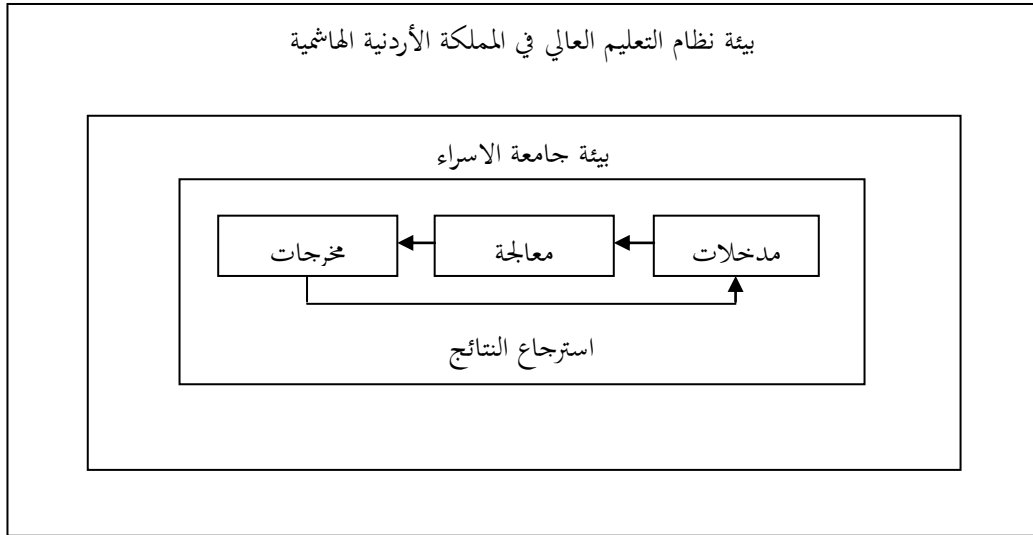 بيئة نظام التعليم العالي في المملكة الأردنية الهاشمية
بيئة جامعة الاسراء
مدخلات
معالجة
مخرجات
استرجاع النتائج